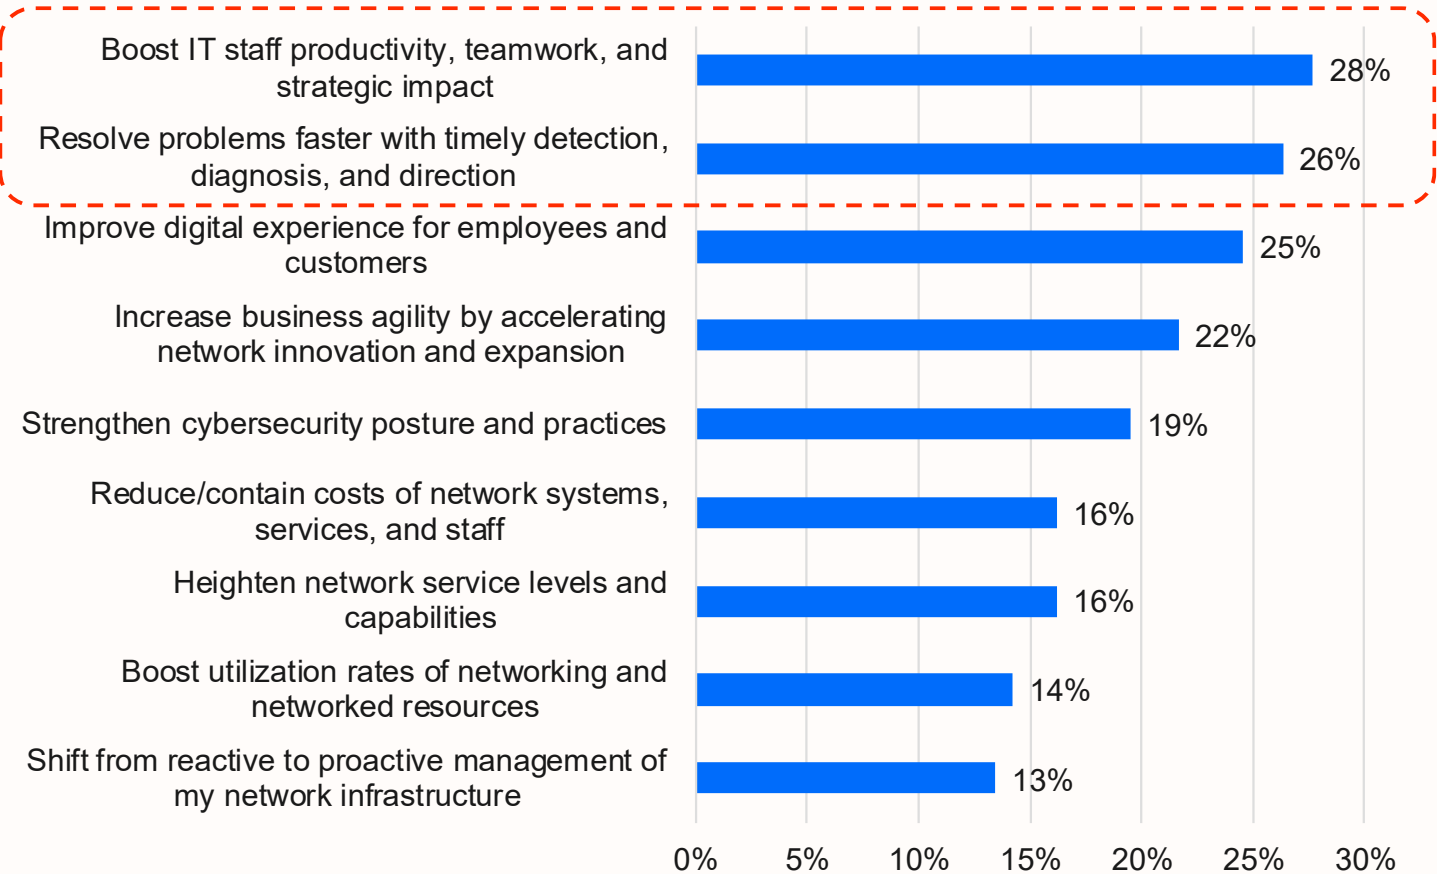 Boost IT staff productivity, teamwork, and
strategic impact
28%
Resolve problems faster with timely detection,
diagnosis, and direction
26%
Improve digital experience for employees and
customers
25%
Increase business agility by accelerating
network innovation and expansion
22%
Strengthen cybersecurity posture and practices
19%
Reduce/contain costs of network systems,
services, and staff
16%
Heighten network service levels and
capabilities
16%
Boost utilization rates of networking and
networked resources
14%
Shift from reactive to proactive management of
my network infrastructure
13%
0% 5% 10% 15% 20% 25% 30%